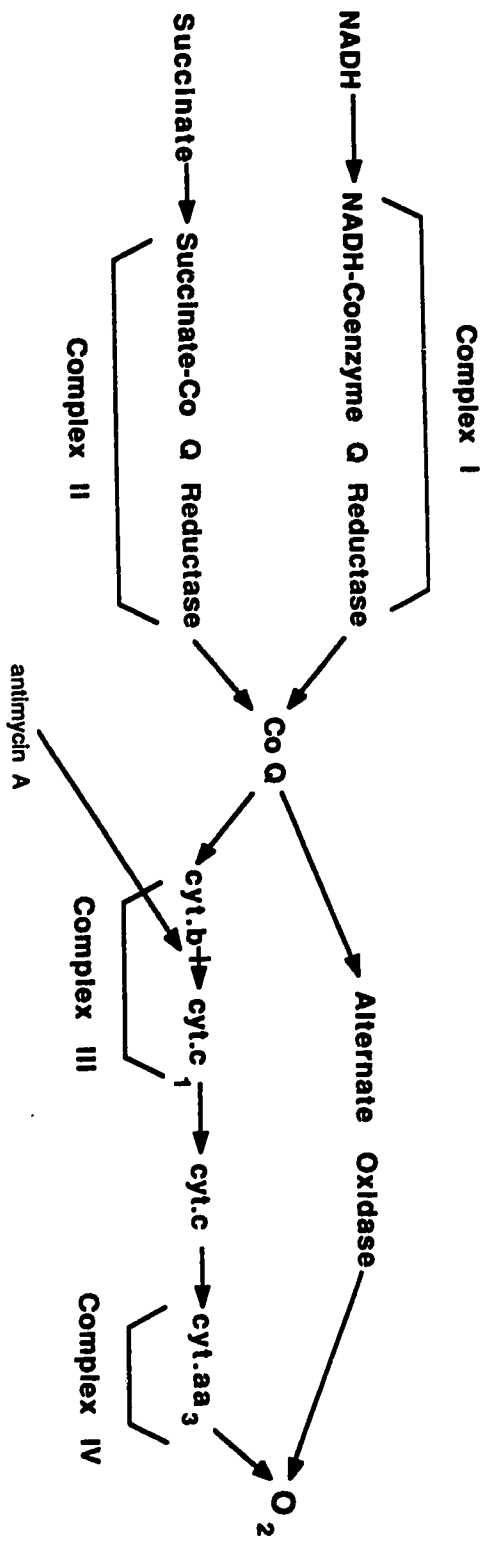 Complex I
NADH
NADH-Coenzyme Q Reductase
Alternate Oxidase
Co Q
O2
Succinate
Succinate-Co Q Reductase
cyt.b
cyt.c1
cyt.c
cyt.aa3
Complex II
Complex III
Complex IV
antimycin A